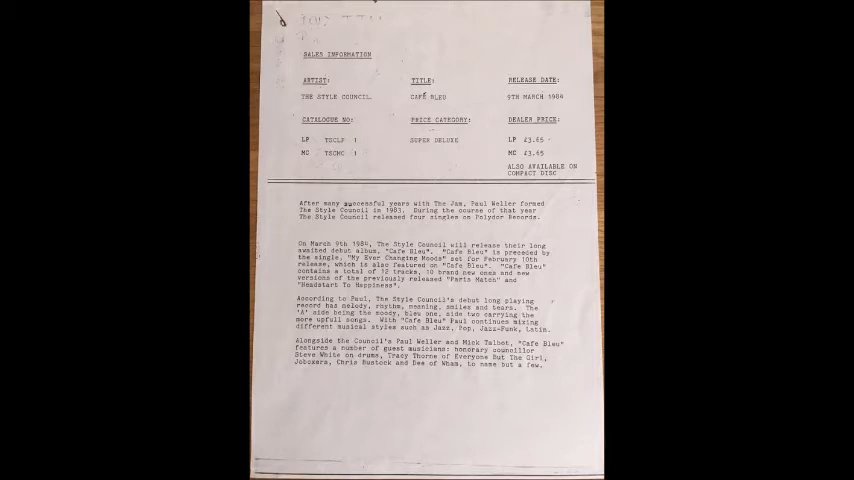 SALES INFORMATION
ARTIST: TITLE: RELEASE DATE:
THE STYLE COUNCIL CAFÉ BLEU 9TH MARCH 1984
CATALOGUE NO: PRICE CATEGORY: DEALER PRICE:
LP TSCLP 1 SUPER DELUXE LP £3.65
MC TSCMC 1 MC £3.65
ALSO AVAILABLE ON
COMPACT DISC
After many successful years with The Jam, Paul Weller formed
The Style Council in 1983. During the course of that year
The Style Council released four singles on Polydor Records.
On March 9th 1984, The Style Council will release their long
awaited debut album, "Cafe Bleu". "Cafe Bleu" is preceded by
the single, "My Ever Changing Moods" set for February 10th
release, which is also featured on "Cafe Bleu". "Cafe Bleu"
contains a total of 12 tracks, 10 brand new ones and new
versions of the previously released "Paris Match" and
"Headstart To Happiness".
According to Paul, The Style Council's debut long playing
record has melody, rhythm, meaning, smiles and tears. The
'A' side being the moody, bleu one, side two carrying the
more upfull songs. With "Cafe Bleu" Paul continues mixing
different musical styles such as Jazz, Pop, Jazz-Funk, Latin.
Alongside the Council's Paul Weller and Mick Talbot, "Cafe Bleu"
features a number of guest musicians: honorary councillor
Steve White on drums, Tracy Thorne of Everyone But The Girl,
Joboxers, Chris Bostock and Dee of Wham, to name but a few.